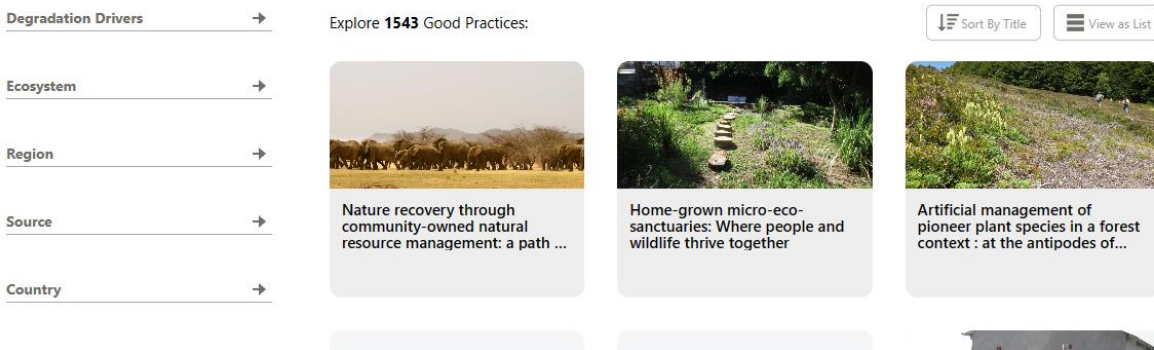 Degradation Drivers
Ecosystem
Region
Source
Country
Explore 1543 Good Practices:
Sort By Title
View as List
Nature recovery through
community-owned natural
resource management: a path ...
Home-grown micro-eco-
sanctuaries: Where people and
wildlife thrive together
Artificial management of
pioneer plant species in a forest
context : at the antipodes of...